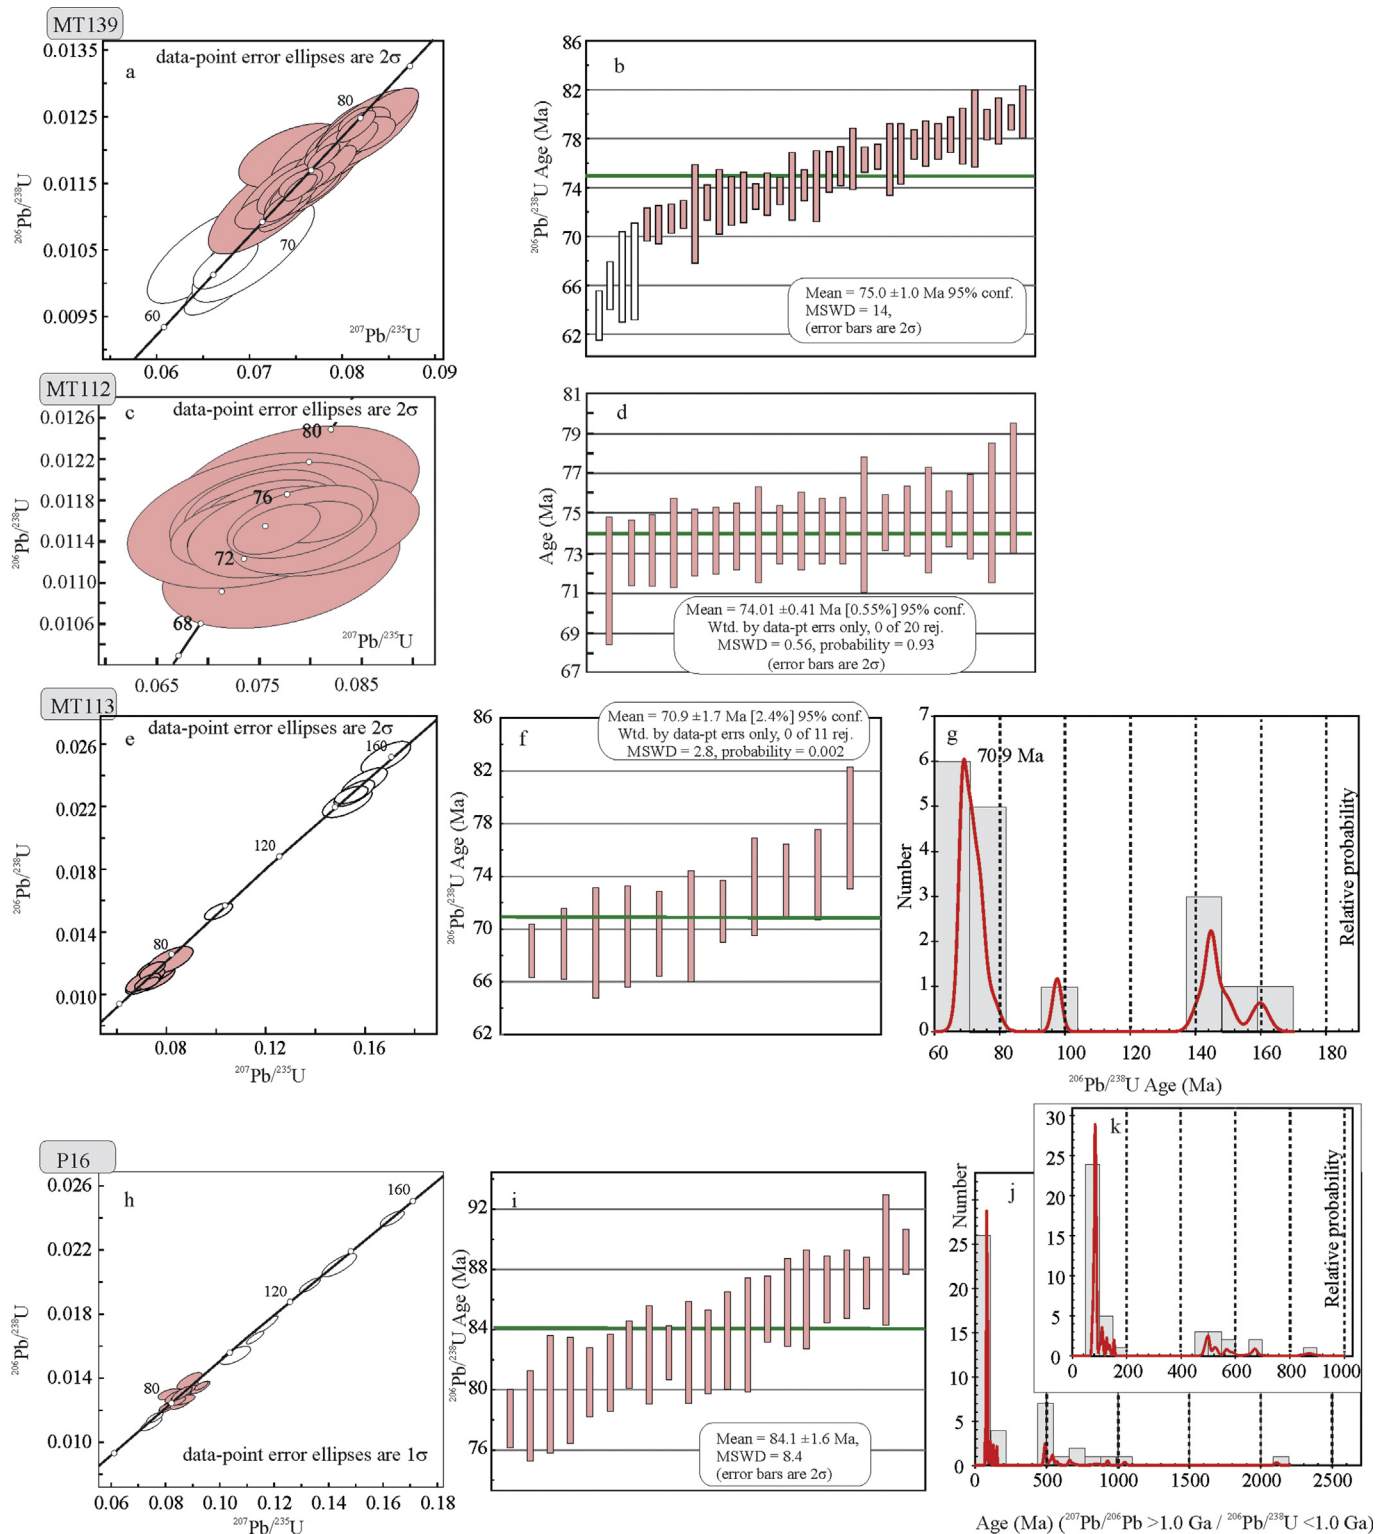 MT139
a
data-point error ellipses are 2σ
0.0135
0.0125
0.0115
0.0105
0.0095
206Pb/238U
80
70
60
207Pb/235U
0.06 0.07 0.08 0.09
b
86
82
78
74
70
66
62
206Pb/238U Age (Ma)
Mean = 75.0 ±1.0 Ma 95% conf.
MSWD = 14,
(error bars are 2σ)
MT112
c
data-point error ellipses are 2σ
0.0126
0.0122
0.0118
0.0114
0.0110
0.0106
206Pb/238U
80
76
72
68
207Pb/235U
0.065 0.075 0.085
d
81
79
77
75
73
71
69
67
Age (Ma)
Mean = 74.01 ±0.41 Ma [0.55%] 95% conf.
Wtd. by data-pt errs only, 0 of 20 rej.
MSWD = 0.56, probability = 0.93
(error bars are 2σ)
MT113
e
data-point error ellipses are 2σ
0.026
0.022
0.018
0.014
0.010
206Pb/238U
160
120
80
0.08 0.12 0.16
207Pb/235U
f
86
82
78
74
70
66
62
206Pb/238U Age (Ma)
Mean = 70.9 ±1.7 Ma [2.4%] 95% conf.
Wtd. by data-pt errs only, 0 of 11 rej.
MSWD = 2.8, probability = 0.002
g
70.9 Ma
7
6
5
4
3
2
1
0
Number
Relative probability
60 80 100 120 140 160 180
206Pb/238U Age (Ma)
P16
h
0.026
0.022
0.018
0.014
0.010
206Pb/238U
160
120
80
data-point error ellipses are 1σ
0.06 0.08 0.10 0.12 0.14 0.16 0.18
207Pb/235U
i
92
88
84
80
76
206Pb/238U Age (Ma)
Mean = 84.1 ±1.6 Ma,
MSWD = 8.4
(error bars are 2σ)
j
Number
25
20
15
10
5
0
0 500 1000 1500 2000 2500
Age (Ma) (207Pb/206Pb >1.0 Ga / 206Pb/238U <1.0 Ga)
k
30
25
20
15
10
5
0
Relative probability
0 200 400 600 800 1000